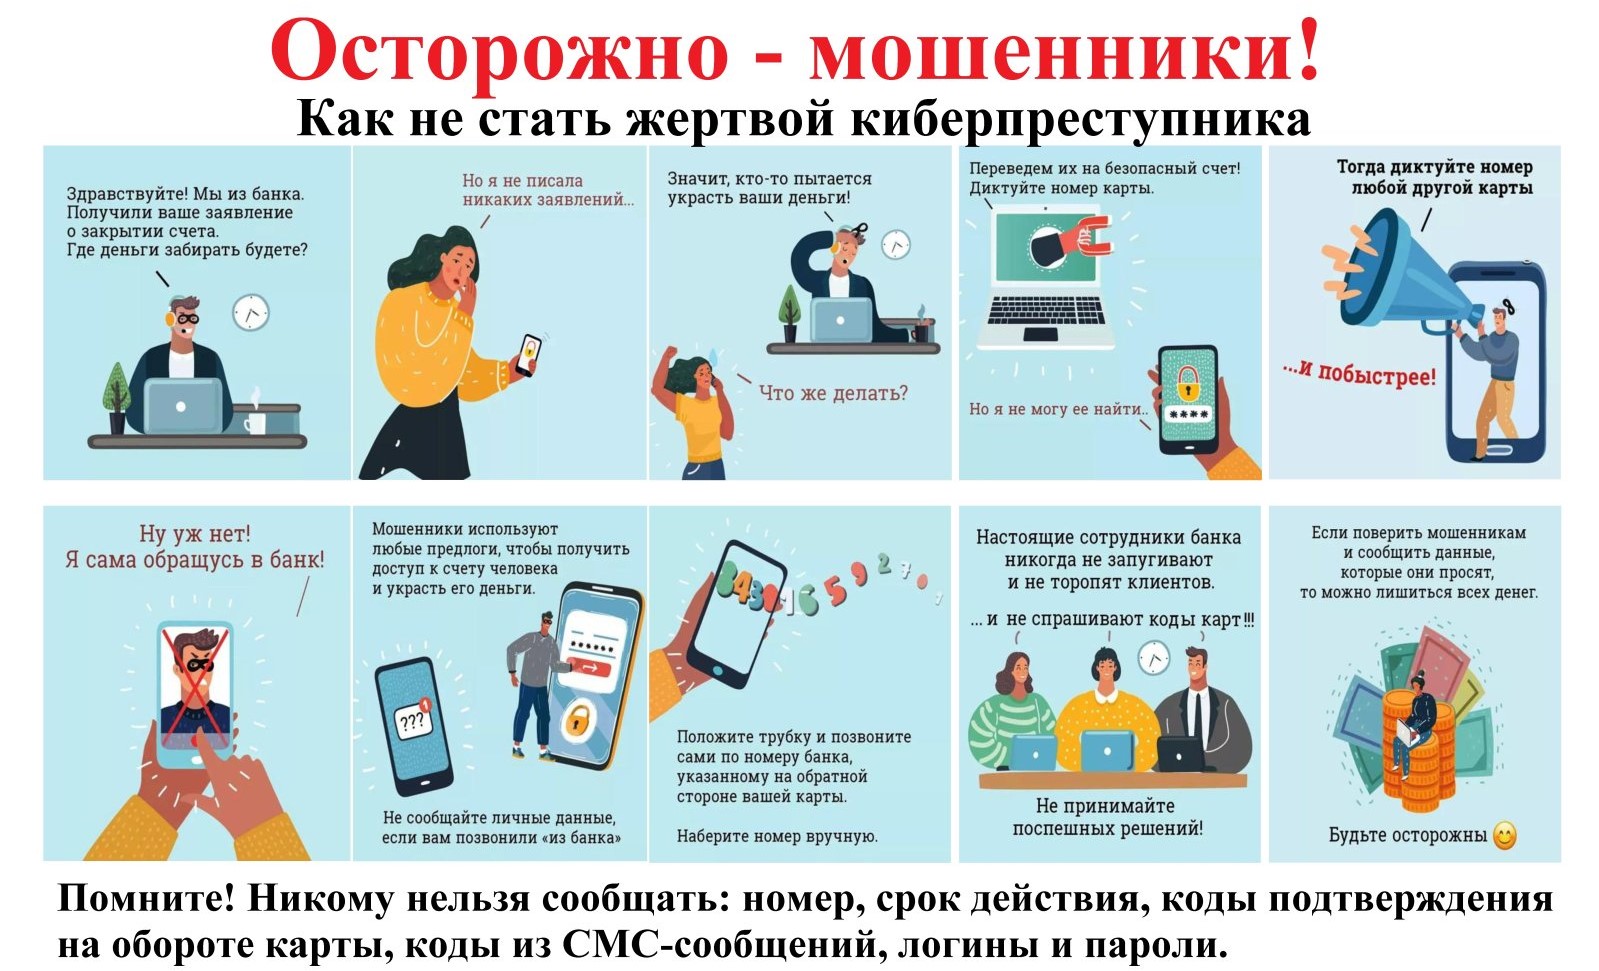 Осторожно - мошенники!
Как не стать жертвой киберпреступника
Здравствуйте! Мы из банка.
Получили ваше заявление
о закрытии счета.
Где деньги забирать будете?
Но я не писала
никаких заявлений...
Значит, кто-то пытается
украсть ваши деньги!
Что же делать?
Переведем их на безопасный счет!
Диктуйте номер карты.
Но я не могу ее найти..
****
Тогда диктуйте номер
любой другой карты
...и побыстрее!
Ну уж нет!
Я сама обращусь в банк!
Мошенники используют
любые предлоги, чтобы получить
доступ к счету человека
и украсть его деньги.
???
1
Не сообщайте личные данные,
если вам позвонили «из банка»
843016659270
Положите трубку и позвоните
сами по номеру банка,
указанному на обратной
стороне вашей карты.
Наберите номер вручную.
Настоящие сотрудники банка
никогда не запугивают
и не торопят клиентов.
... и не спрашивают коды карт!!!
Не принимайте
поспешных решений!
Если поверить мошенникам
и сообщить данные,
которые они просят,
то можно лишиться всех денег.
Будьте осторожны 😊
Помните! Никому нельзя сообщать: номер, срок действия, коды подтверждения
на обороте карты, коды из СМС-сообщений, логины и пароли.